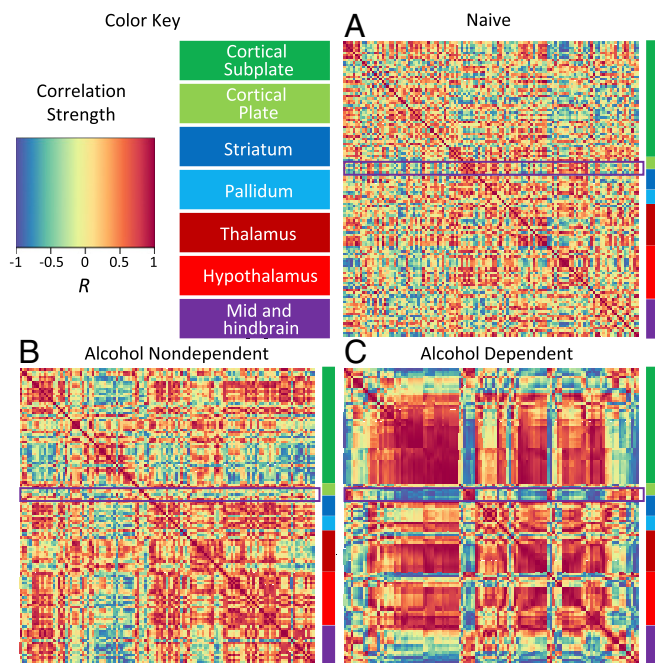 Color Key
A
Naive
Cortical
Subplate
Cortical
Plate
Correlation
Strength
Striatum
Pallidum
Thalamus
Hypothalamus
Mid and
hindbrain
-1 -0.5 0 0.5 1
R
B
Alcohol Nondependent
C
Alcohol Dependent